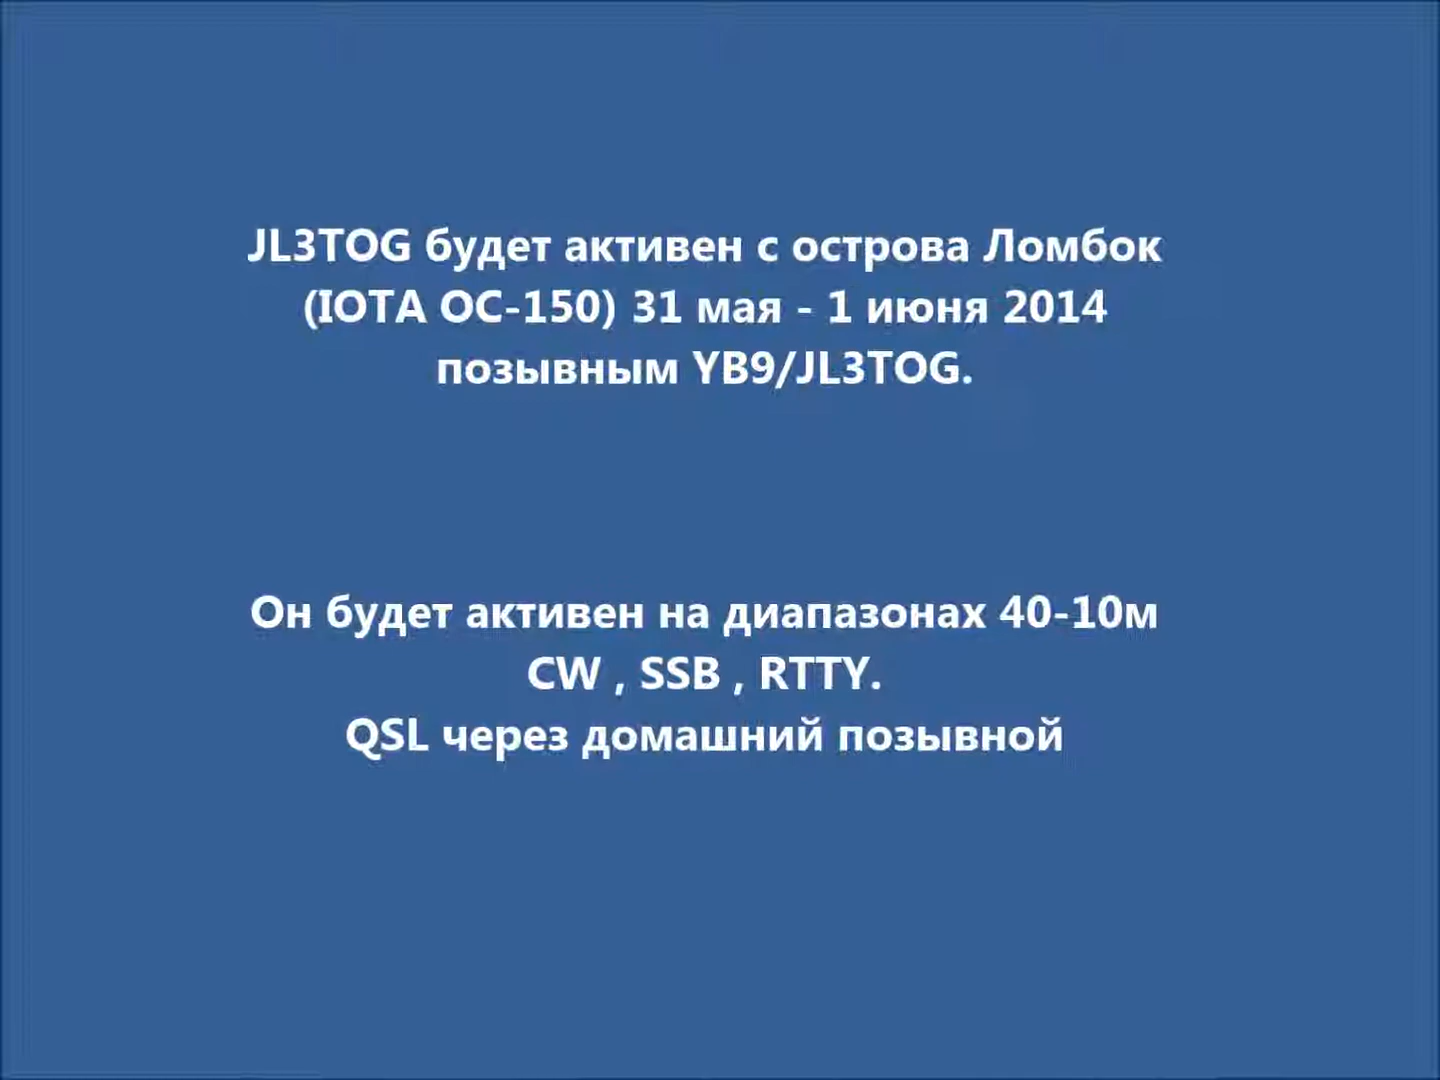 JL3TOG будет активен с острова Ломбок
(IOTA OC-150) 31 мая - 1 июня 2014
позывным YB9/JL3TOG.
Он будет активен на диапазонах 40-10м
CW , SSB , RTTY.
QSL через домашний позывной